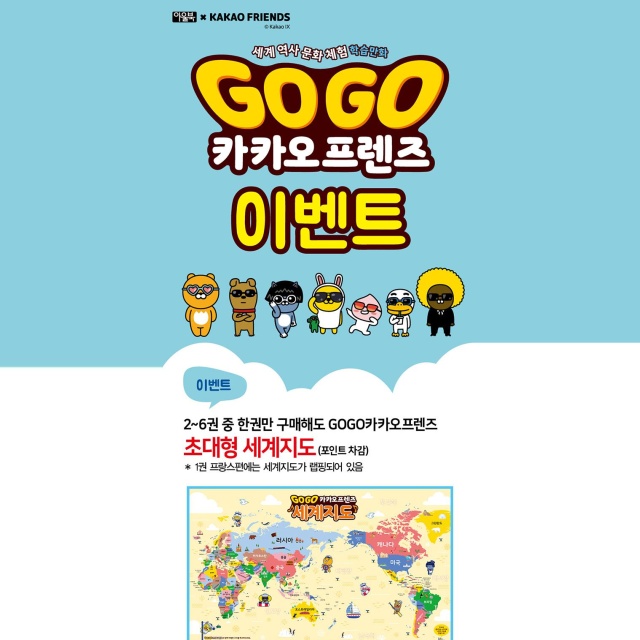 아울북 × KAKAO FRIENDS
© Kakao IX
세계 역사 문화 체험 학습만화
GO GO
카카오프렌즈
이벤트
이벤트
2~6권 중 한권만 구매해도 GOGO카카오프렌즈
초대형 세계지도 (포인트 차감)
* 1권 프랑스편에는 세계지도가 랩핑되어 있음
GOGO 카카오프렌즈
세계지도
러시아
캐나다
중국
미국